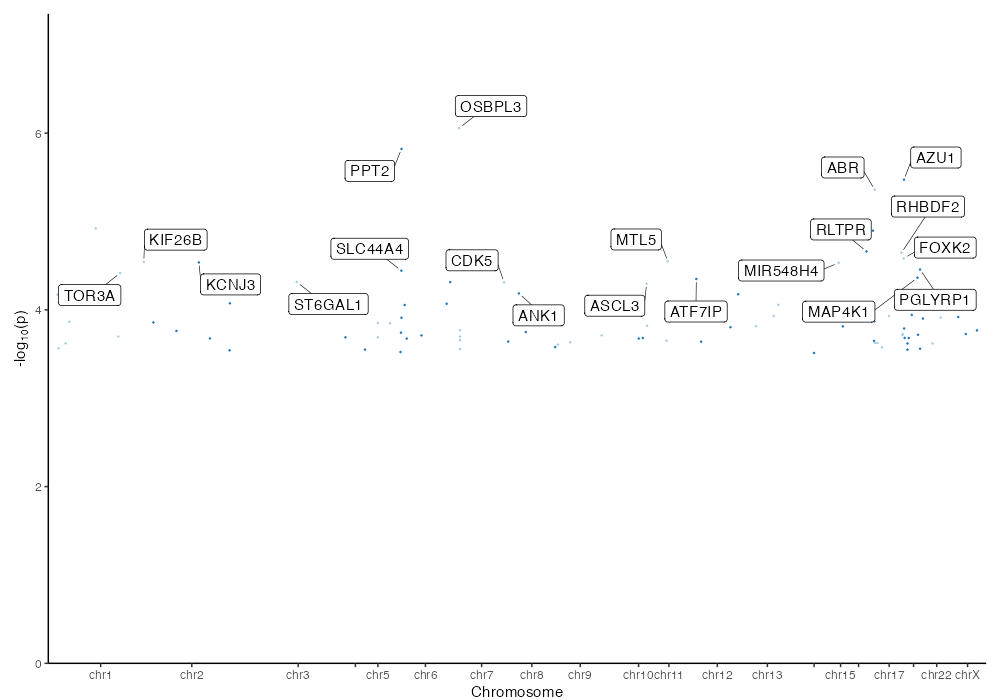 OSBPL3
6
AZU1
ABR
PPT2
RHBDF2
RLTPR
KIF26B
MTL5
SLC44A4
FOXK2
CDK5
MIR548H4
KCNJ3
TOR3A
PGLYRP1
ST6GAL1
ASCL3
ATF7IP
MAP4K1
4
ANK1
-log10(p)
2
0
chr1 chr2 chr3 chr5 chr6 chr7 chr8 chr9 chr10 chr11 chr12 chr13 chr15 chr17 chr22 chrX
Chromosome